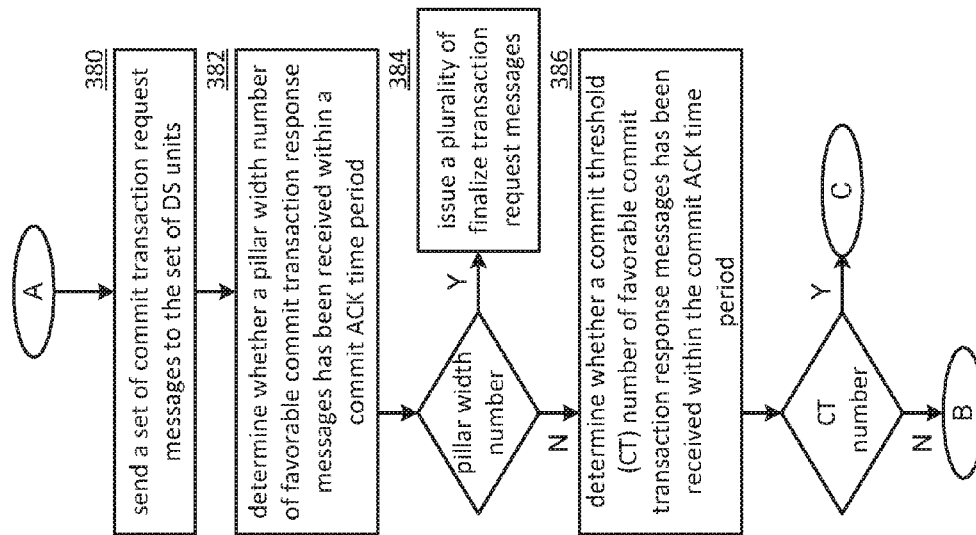 A
380
send a set of commit transaction request
messages to the set of DS units
382
determine whether a pillar width number
of favorable commit transaction response
messages has been received within a
commit ACK time period
384
pillar width
number
Y
issue a plurality of
finalize transaction
request messages
N
386
determine whether a commit threshold
(CT) number of favorable commit
transaction response messages has been
received within the commit ACK time
period
CT
number
Y
C
N
B